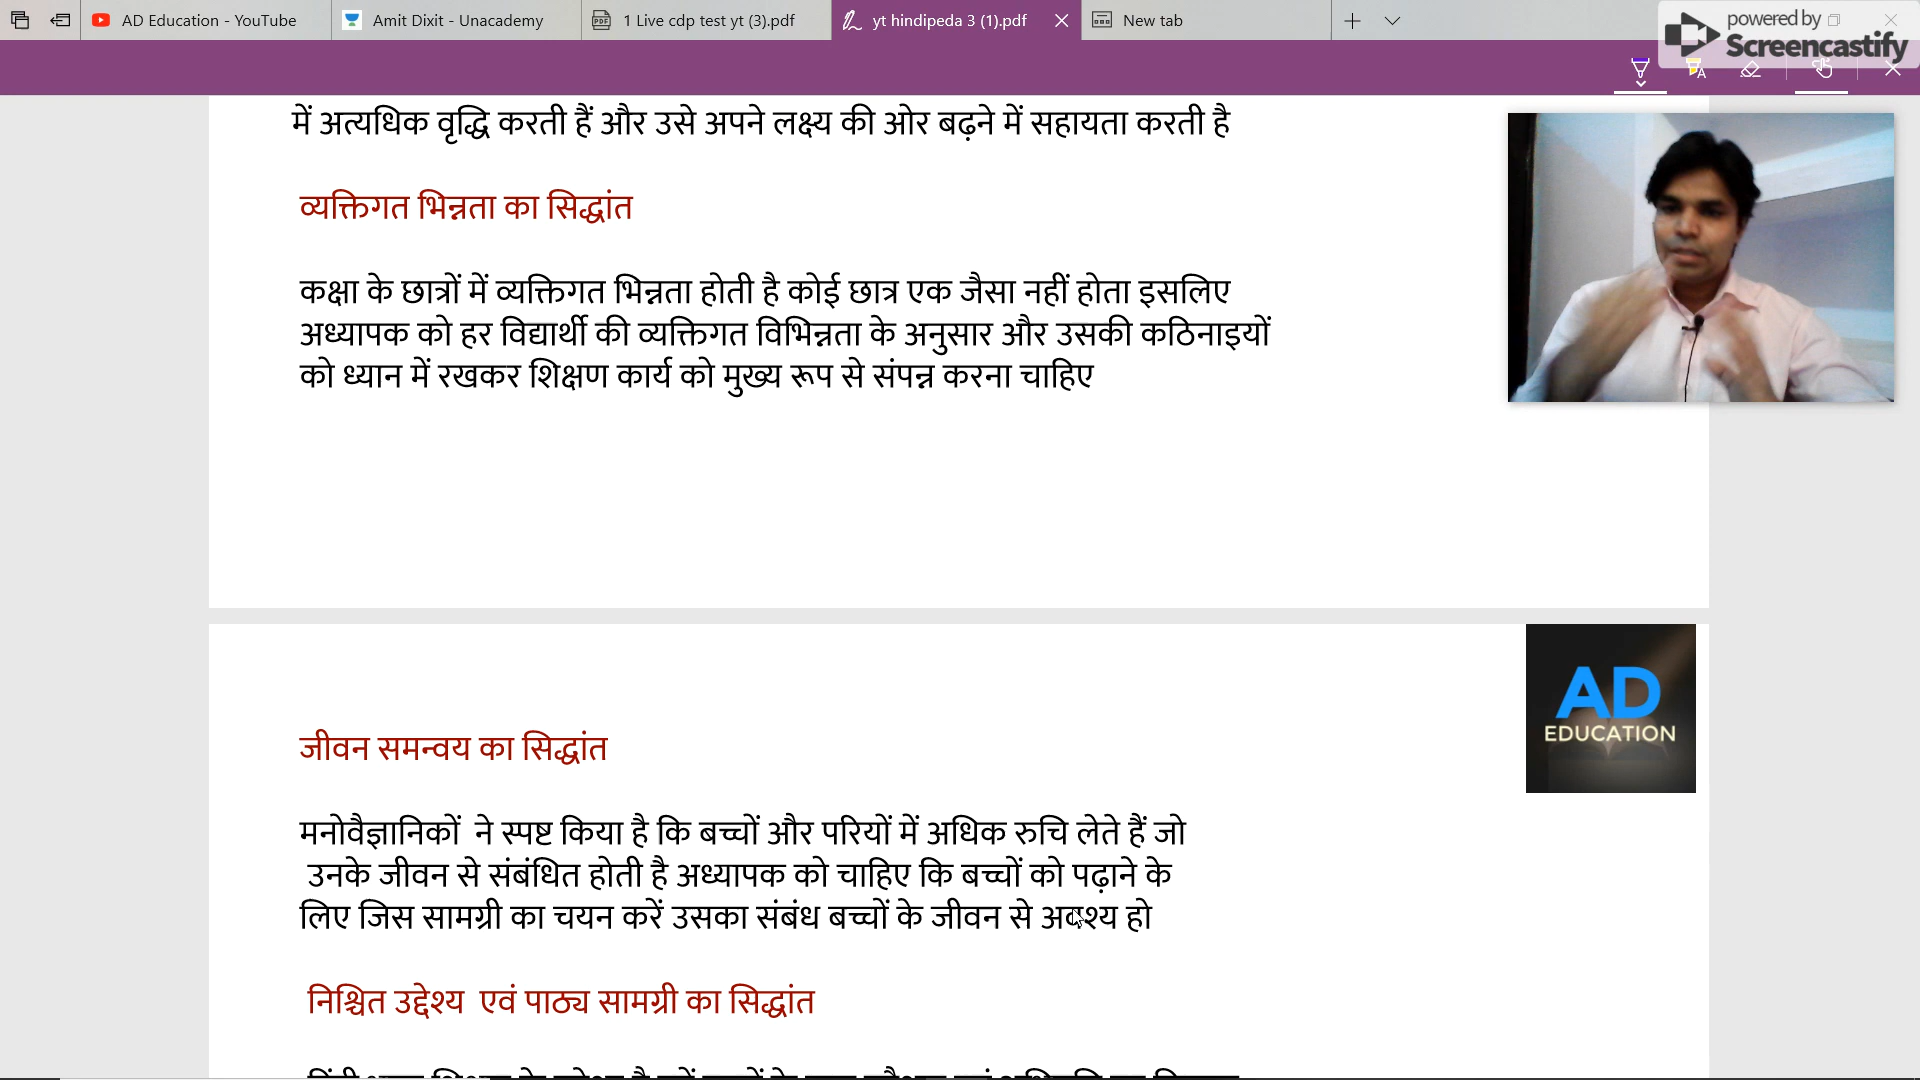 AD Education - YouTube
Amit Dixit - Unacademy
1 Live cdp test yt (3).pdf
yt hindipeda 3 (1).pdf
New tab
powered by
Screencastify
में अत्यधिक वृद्धि करती हैं और उसे अपने लक्ष्य की ओर बढ़ने में सहायता करती है
व्यक्तिगत भिन्नता का सिद्धांत
कक्षा के छात्रों में व्यक्तिगत भिन्नता होती है कोई छात्र एक जैसा नहीं होता इसलिए
अध्यापक को हर विद्यार्थी की व्यक्तिगत विभिन्नता के अनुसार और उसकी कठिनाइयों
को ध्यान में रखकर शिक्षण कार्य को मुख्य रूप से संपन्न करना चाहिए
AD
EDUCATION
जीवन समन्वय का सिद्धांत
मनोवैज्ञानिकों ने स्पष्ट किया है कि बच्चों और परियों में अधिक रुचि लेते हैं जो
उनके जीवन से संबंधित होती है अध्यापक को चाहिए कि बच्चों को पढ़ाने के
लिए जिस सामग्री का चयन करें उसका संबंध बच्चों के जीवन से अवश्य हो
निश्चित उद्देश्य एवं पाठ्य सामग्री का सिद्धांत